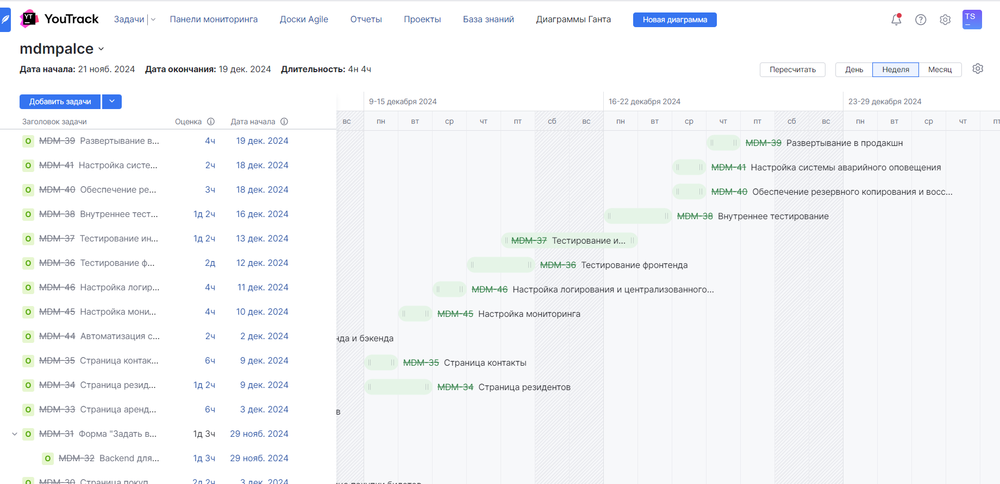 YouTrack Задачи Панели мониторинга Доски Agile Отчеты Проекты База знаний Диаграммы Ганта Новая диаграмма TS
mdmpalce
Дата начала: 21 нояб. 2024 Дата окончания: 19 дек. 2024 Длительность: 4н 4ч
Пересчитать День Неделя Месяц
Добавить задачи
9-15 декабря 2024 16-22 декабря 2024 23-29 декабря 2024
Заголовок задачи Оценка Дата начала
вс пн вт ср чт пт сб вс пн вт ср чт пт сб вс пн вт ср чт пт
O MDM-39 Развертывание в... 4ч 19 дек. 2024 MDM-39 Развертывание в продакшн
O MDM-41 Настройка систе... 2ч 18 дек. 2024 MDM-41 Настройка системы аварийного оповещения
O MDM-40 Обеспечение ре... 3ч 18 дек. 2024 MDM-40 Обеспечение резервного копирования и восс...
O MDM-38 Внутреннее тест... 1д 2ч 16 дек. 2024 MDM-38 Внутреннее тестирование
O MDM-37 Тестирование ин... 1д 2ч 13 дек. 2024 MDM-37 Тестирование и...
O MDM-36 Тестирование ф... 2д 12 дек. 2024 MDM-36 Тестирование фронтенда
O MDM-46 Настройка логир... 4ч 11 дек. 2024 MDM-46 Настройка логирования и централизованного...
O MDM-45 Настройка мони... 4ч 10 дек. 2024 MDM-45 Настройка мониторинга
O MDM-44 Автоматизация с... 2ч 2 дек. 2024 нда и бэкенда
O MDM-35 Страница контак... 6ч 9 дек. 2024 MDM-35 Страница контакты
O MDM-34 Страница резид... 1д 2ч 9 дек. 2024 MDM-34 Страница резидентов
O MDM-33 Страница аренд... 6ч 3 дек. 2024 в
O MDM-31 Форма "Задать в... 1д 3ч 29 нояб. 2024
O MDM-32 Backend для... 1д 3ч 29 нояб. 2024
O MDM-30 Страница покуп 2д 2ч 3 дек. 2024 покупки билетов